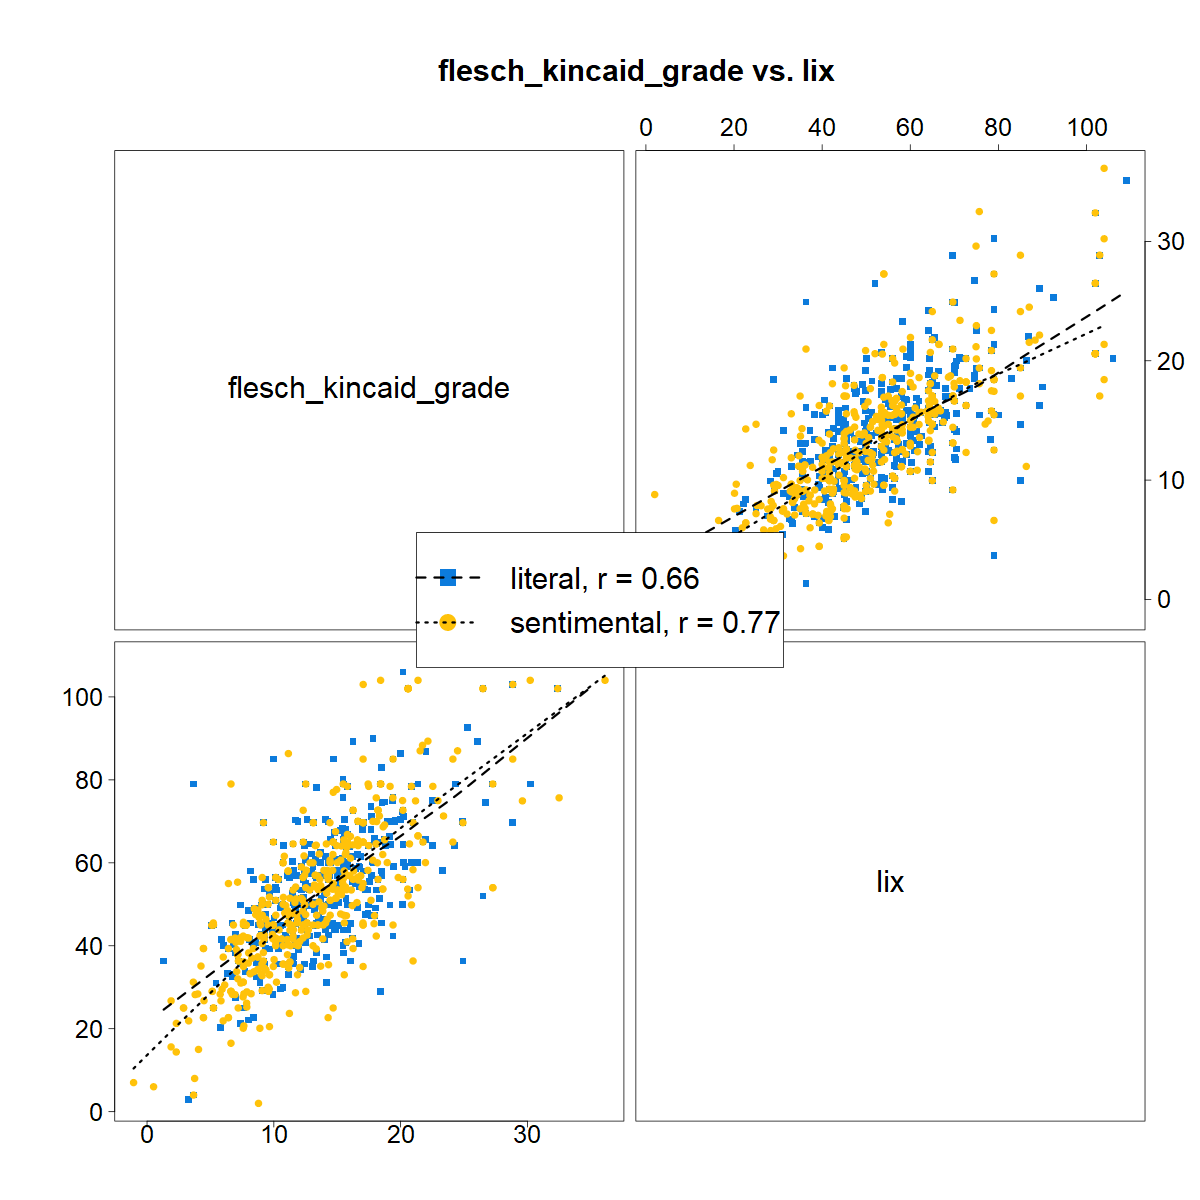 flesch_kincaid_grade vs. lix
0 20 40 60 80 100
flesch_kincaid_grade
30
20
10
0
literal, r = 0.66
sentimental, r = 0.77
100
80
60
40
20
0
lix
0 10 20 30